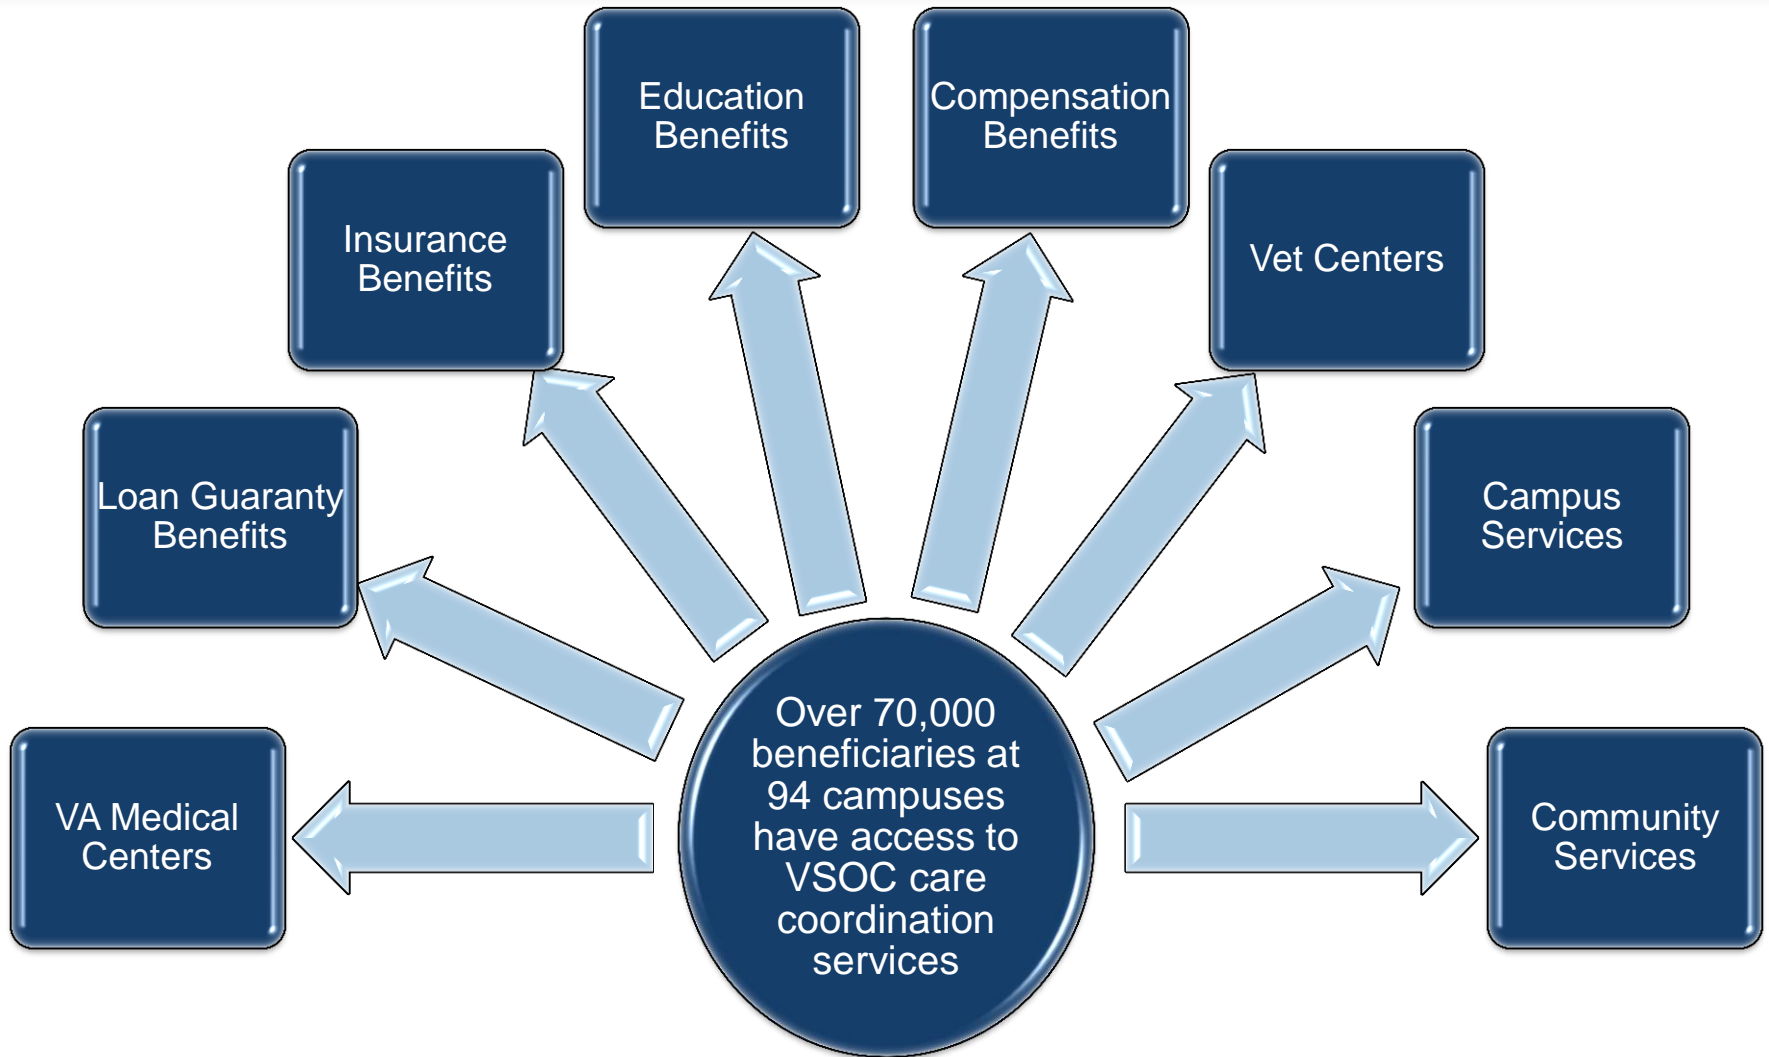 Education
Benefits
Compensation
Benefits
Insurance
Benefits
Vet Centers
Loan Guaranty
Benefits
Campus
Services
VA Medical
Centers
Over 70,000
beneficiaries at
94 campuses
have access to
VSOC care
coordination
services
Community
Services